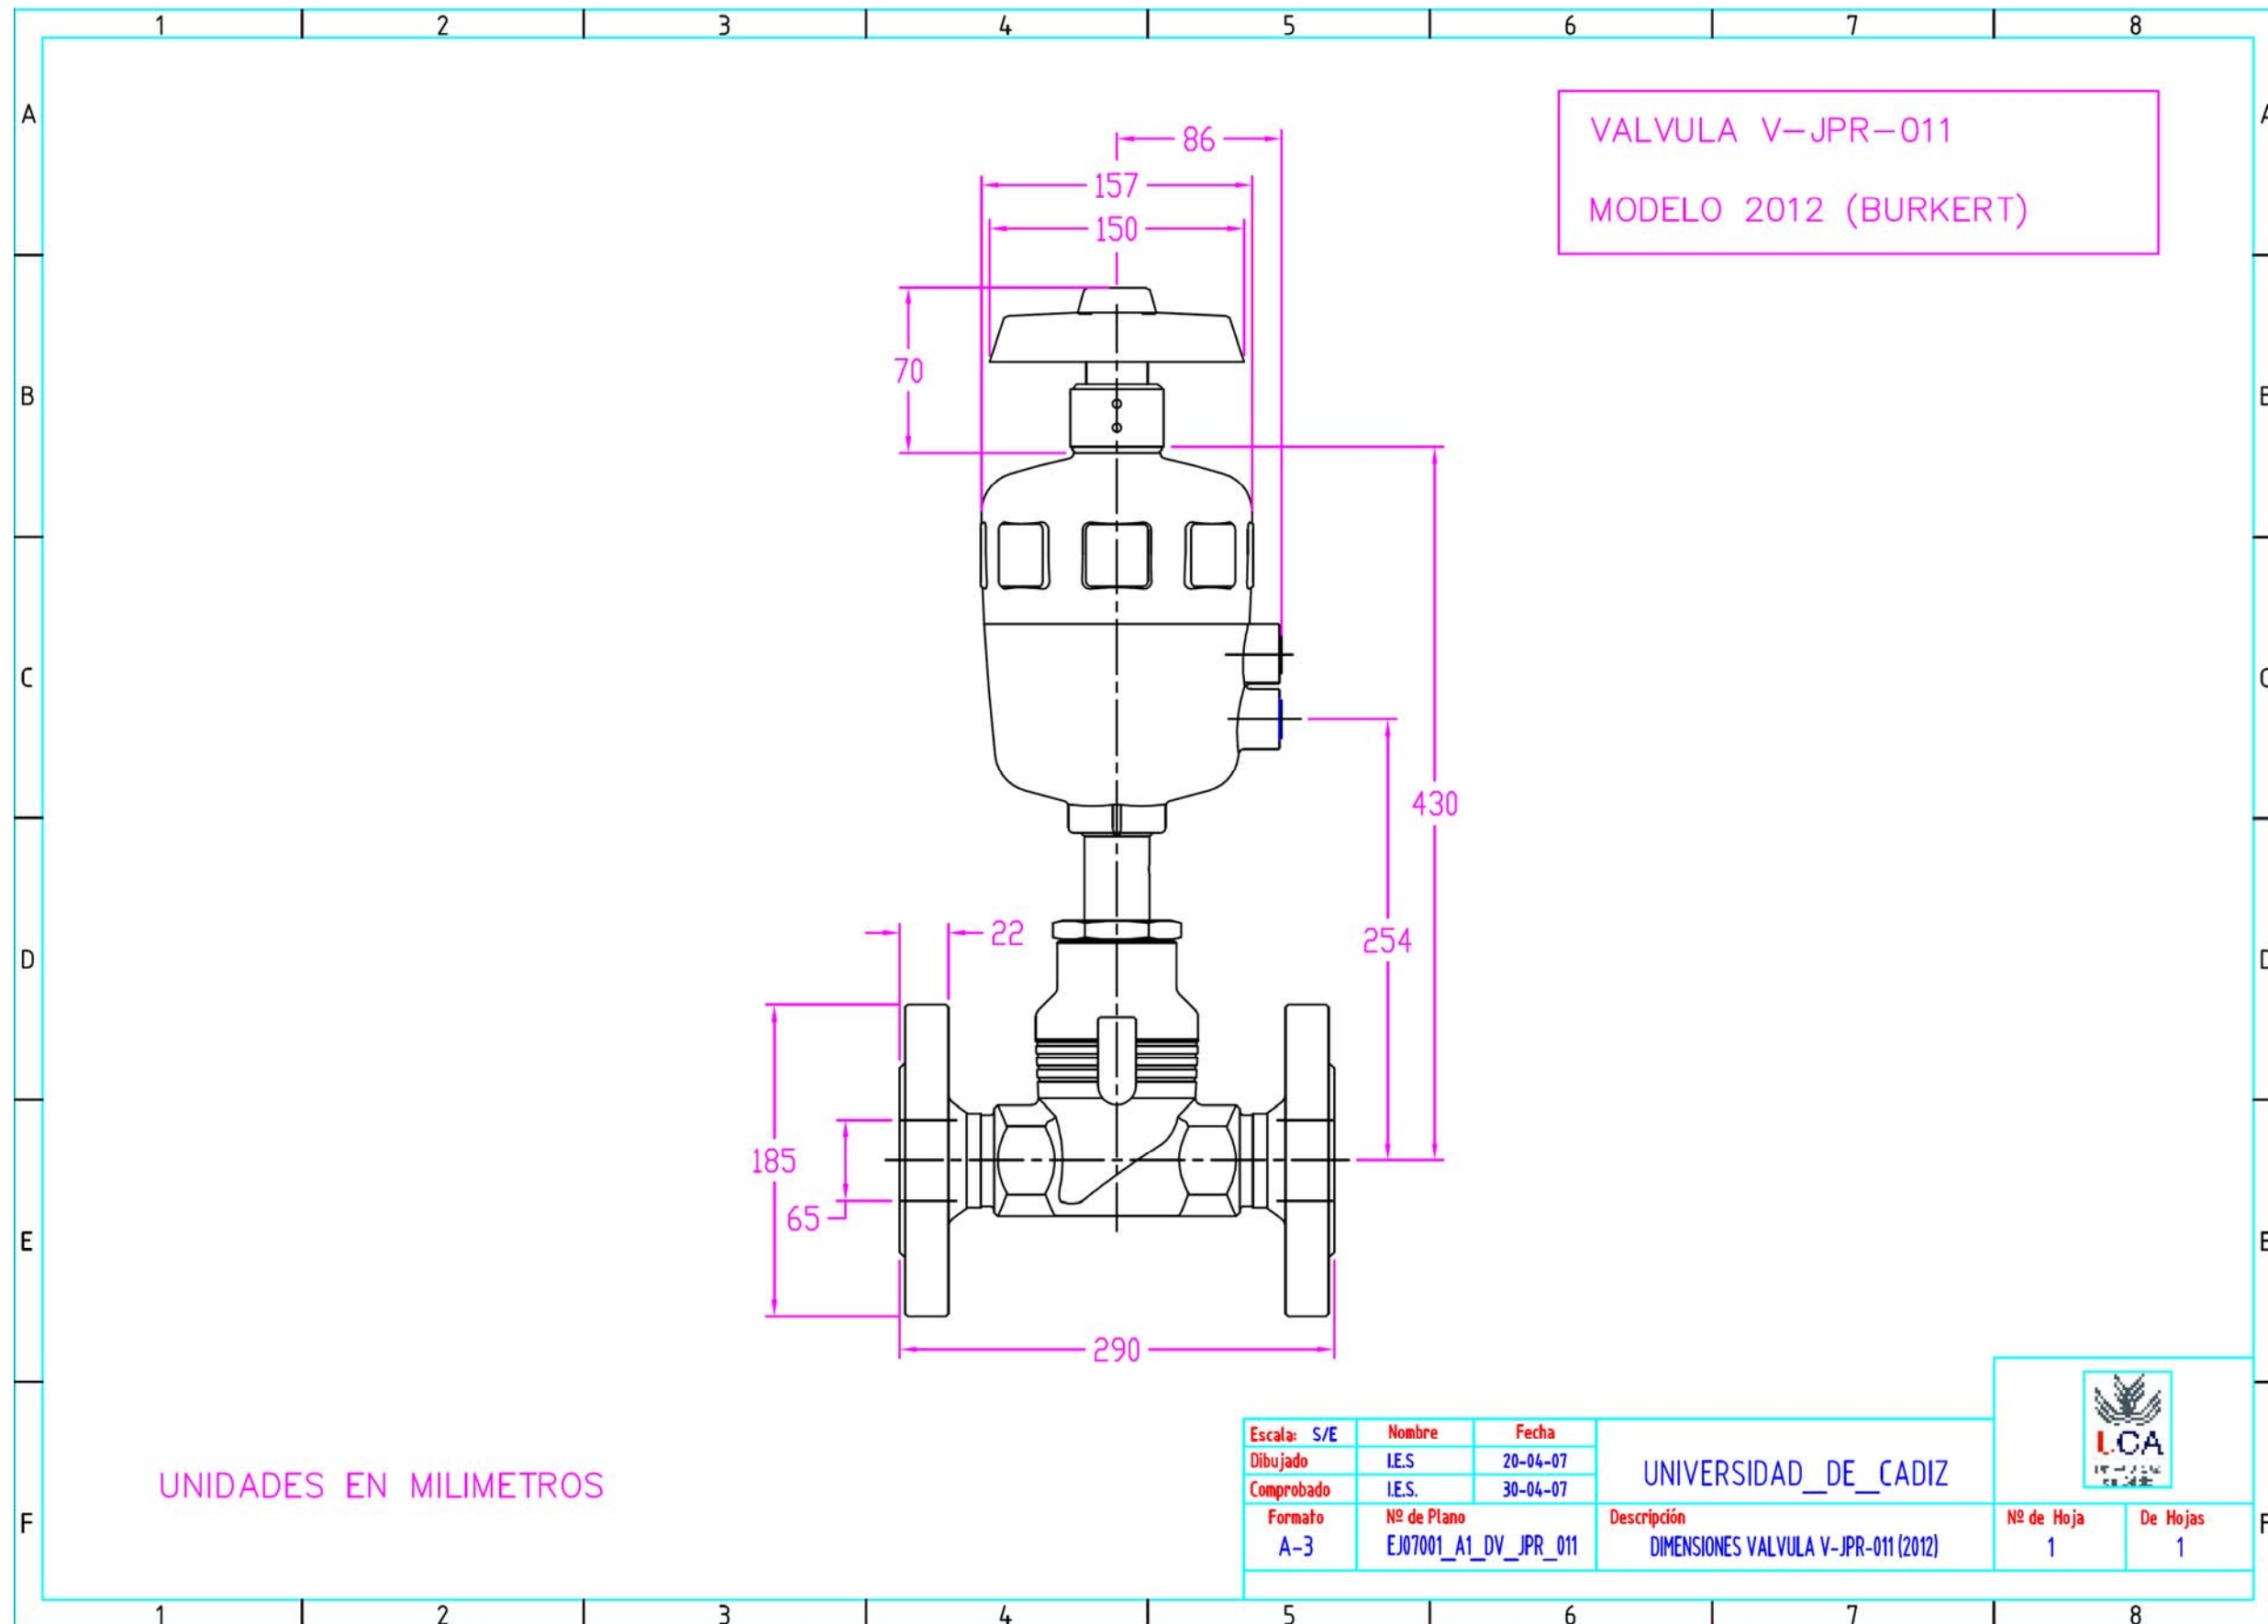 1 2 3 4 5 6 7 8
A
VALVULA V-JPR-011
MODELO 2012 (BURKERT)
86
157
150
70
B B
C
430
254
22
D
185
65
290
E
UNIDADES EN MILIMETROS
F F
Escala: S/E Nombre Fecha
Dibujado I.E.S 20-04-07
Comprobado I.E.S. 30-04-07
UNIVERSIDAD_DE_CADIZ
Formato Nº de Plano Descripción Nº de Hoja De Hojas
A-3 EJ07001_A1_DV_JPR_011 DIMENSIONES VALVULA V-JPR-011 (2012) 1 1
1 2 3 4 5 6 7 8